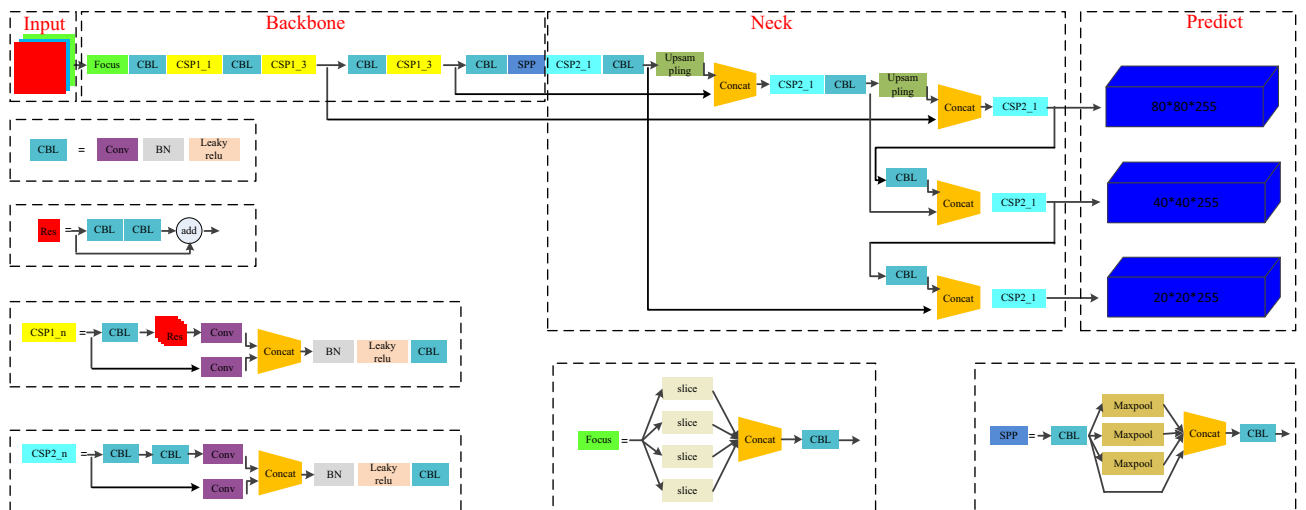 Input
Backbone
Neck
Predict
Focus
CBL
CSP1_1
CBL
CSP1_3
CBL
CSP1_3
CBL
SPP
CSP2_1
CBL
Upsam
pling
Concat
CSP2_1
CBL
Upsam
pling
Concat
CSP2_1
80*80*255
CBL
Concat
CSP2_1
40*40*255
CBL
Concat
CSP2_1
20*20*255
CBL
=
Conv
BN
Leaky
relu
Res
=
CBL
CBL
add
CSP1_n
=
CBL
Res
Conv
Conv
Concat
BN
Leaky
relu
CBL
CSP2_n
=
CBL
CBL
Conv
Conv
Concat
BN
Leaky
relu
CBL
Focus
=
slice
slice
slice
slice
Concat
CBL
SPP
=
CBL
Maxpool
Maxpool
Maxpool
Concat
CBL